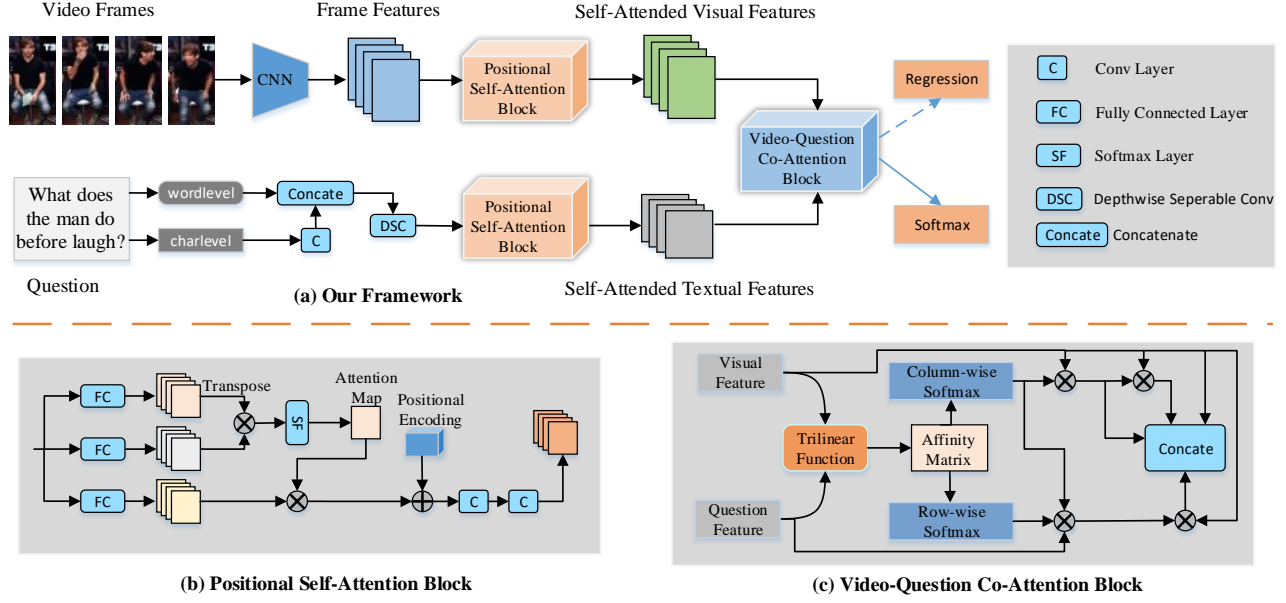 Video Frames
Frame Features
Self-Attended Visual Features
T3
CNN
Positional
Self-Attention
Block
Video-Question
Co-Attention
Block
Regression
Softmax
What does
the man do
before laugh?
wordlevel
charlevel
Concate
C
DSC
Positional
Self-Attention
Block
Question
(a) Our Framework
Self-Attended Textual Features
C Conv Layer
FC Fully Connected Layer
SF Softmax Layer
DSC Depthwise Seperable Conv
Concate Concatenate
FC
FC
FC
Transpose
SF
Attention
Map
Positional
Encoding
C
C
(b) Positional Self-Attention Block
Visual
Feature
Question
Feature
Trilinear
Function
Column-wise
Softmax
Affinity
Matrix
Row-wise
Softmax
Concate
(c) Video-Question Co-Attention Block